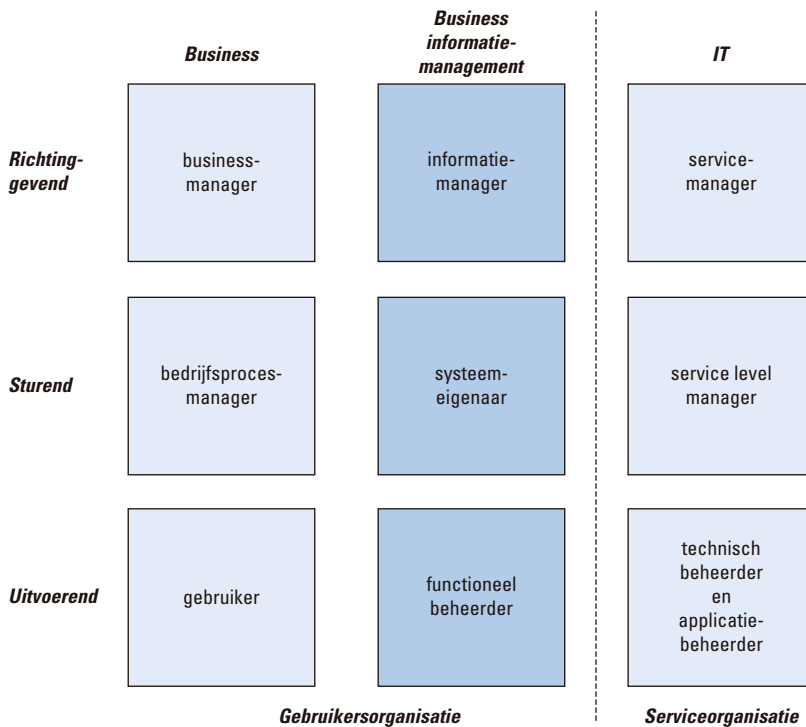 Business
Business
informatie-
management
IT
Richting-
gevend
business-
manager
informatie-
manager
service-
manager
Sturend
bedrijfsproces-
manager
systeem-
eigenaar
service level
manager
Uitvoerend
gebruiker
functioneel
beheerder
technisch
beheerder
en
applicatie-
beheerder
Gebruikersorganisatie
Serviceorganisatie